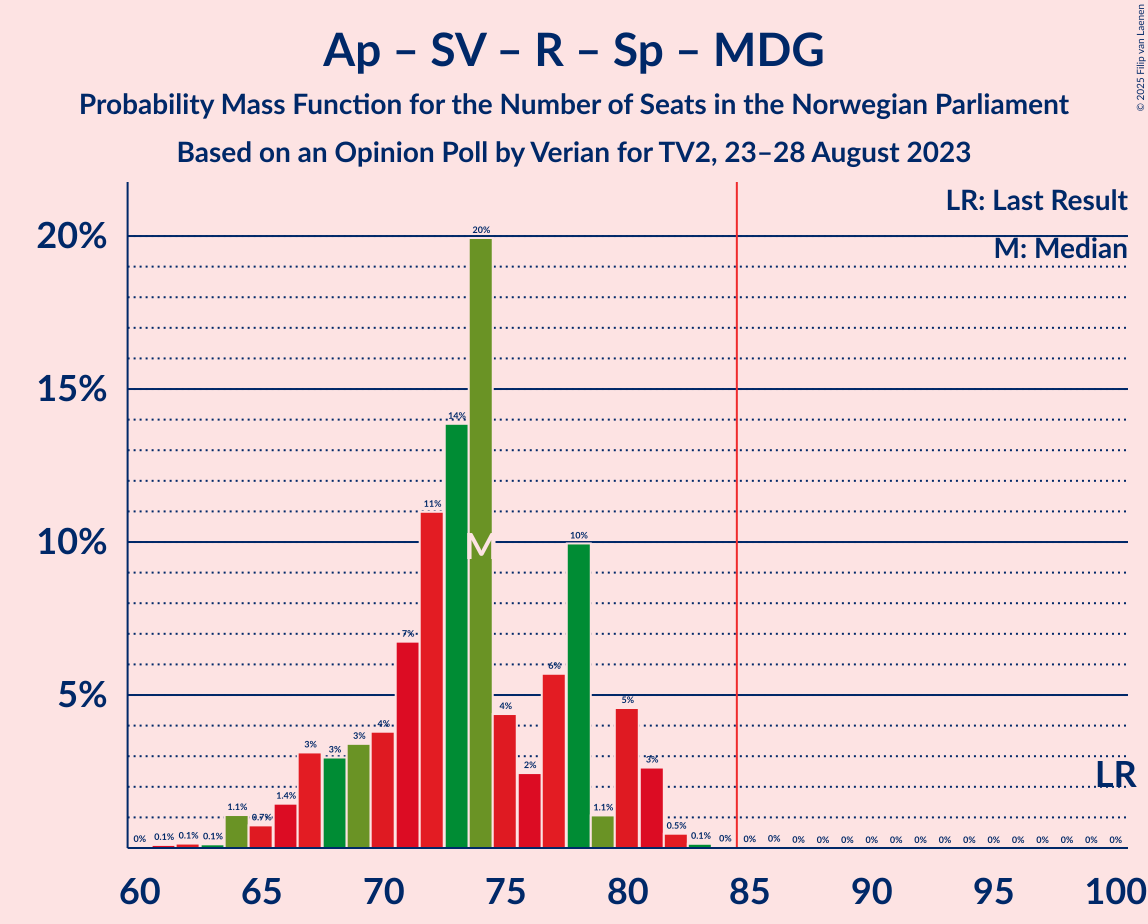 Ap – SV – R – Sp – MDG
Probability Mass Function for the Number of Seats in the Norwegian Parliament
Based on an Opinion Poll by Verian for TV2, 23–28 August 2023
© 2025 Filip van Laenen
LR: Last Result
M: Median
20%
15%
10%
5%
0% 0.1% 0.1% 0.1% 1.1% 0.7% 1.4% 3% 3% 3% 4% 7% 11% 14% 20% 4% 2% 6% 10% 1.1% 5% 3% 0.5% 0.1% 0% 0% 0% 0% 0% 0% 0% 0% 0% 0% 0% 0% 0% 0% 0% 0% 0%
M
LR
60 65 70 75 80 85 90 95 100